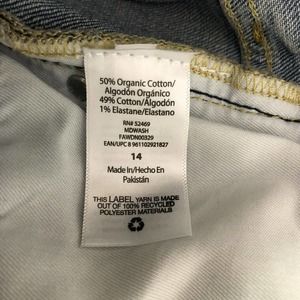 50% Organic Cotton/
Algodón Orgánico
49% Cotton/Algodón
1% Elastane/Elastano
RN# 52469
MDWASH
FAWDN00329
EAN/UPC 8 961102921827
14
Made In/Hecho En
Pakistán
THIS LABEL YARN IS MADE
OUT OF 100% RECYCLED
POLYESTER MATERIALS